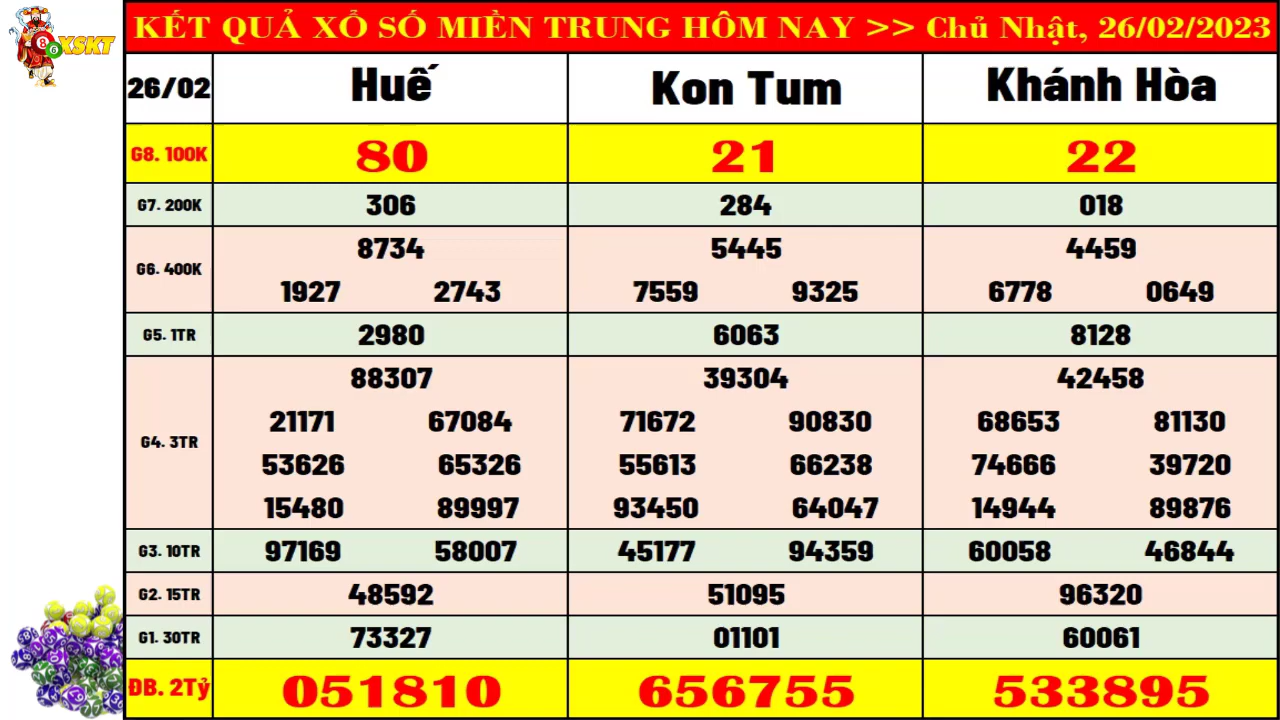 XSKT
KẾT QUẢ XỔ SỐ MIỀN TRUNG HÔM NAY >> Chủ Nhật, 26/02/2023
26/02 Huế Kon Tum Khánh Hòa
G8. 100K 80 21 22
G7. 200K 306 284 018
G6. 400K
8734 5445 4459
1927 2743 7559 9325 6778 0649
G5. 1TR 2980 6063 8128
G4. 3TR
88307 39304 42458
21171 67084 71672 90830 68653 81130
53626 65326 55613 66238 74666 39720
15480 89997 93450 64047 14944 89876
G3. 10TR 97169 58007 45177 94359 60058 46844
G2. 15TR 48592 51095 96320
G1. 30TR 73327 01101 60061
ĐB. 2Tỷ 051810 656755 533895